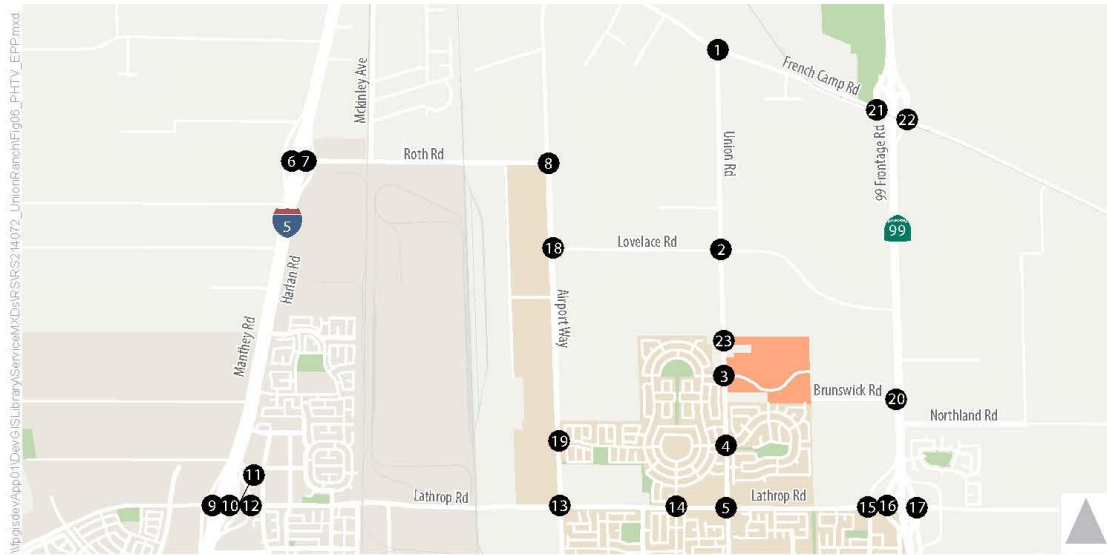 \\fpgisdevApp01\DevGISLibrary\ServiceMXDs\RS\RS214072_UnionRanch\Fig06_PHTV_EPP.mxd
1
French Camp Rd
21
22
Mckinley Ave
Union Rd
99 Frontage Rd
6 7
Roth Rd
8
5
99
18
Lovelace Rd
2
Harlan Rd
Airport Way
Manthey Rd
23
3
Brunswick Rd
20
Northland Rd
19
4
11
9 10 12
Lathrop Rd
13
14
5
Lathrop Rd
15 16 17